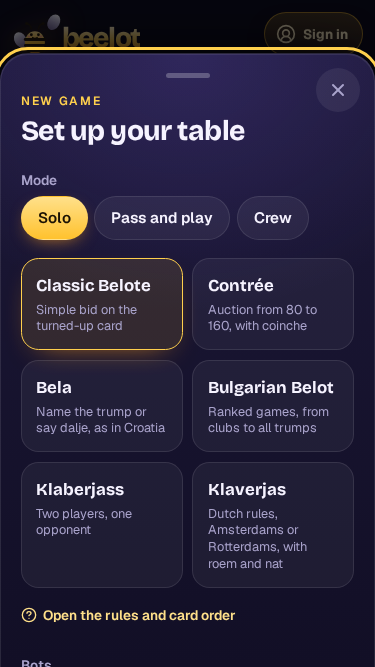 beelot
Sign in
NEW GAME
Set up your table
Mode
Solo
Pass and play
Crew
Classic Belote
Simple bid on the
turned-up card
Contrée
Auction from 80 to
160, with coinche
Bela
Name the trump or
say dalje, as in Croatia
Bulgarian Belot
Ranked games, from
clubs to all trumps
Klaberjass
Two players, one
opponent
Klaverjas
Dutch rules,
Amsterdams or
Rotterdams, with
roem and nat
Open the rules and card order
Bots